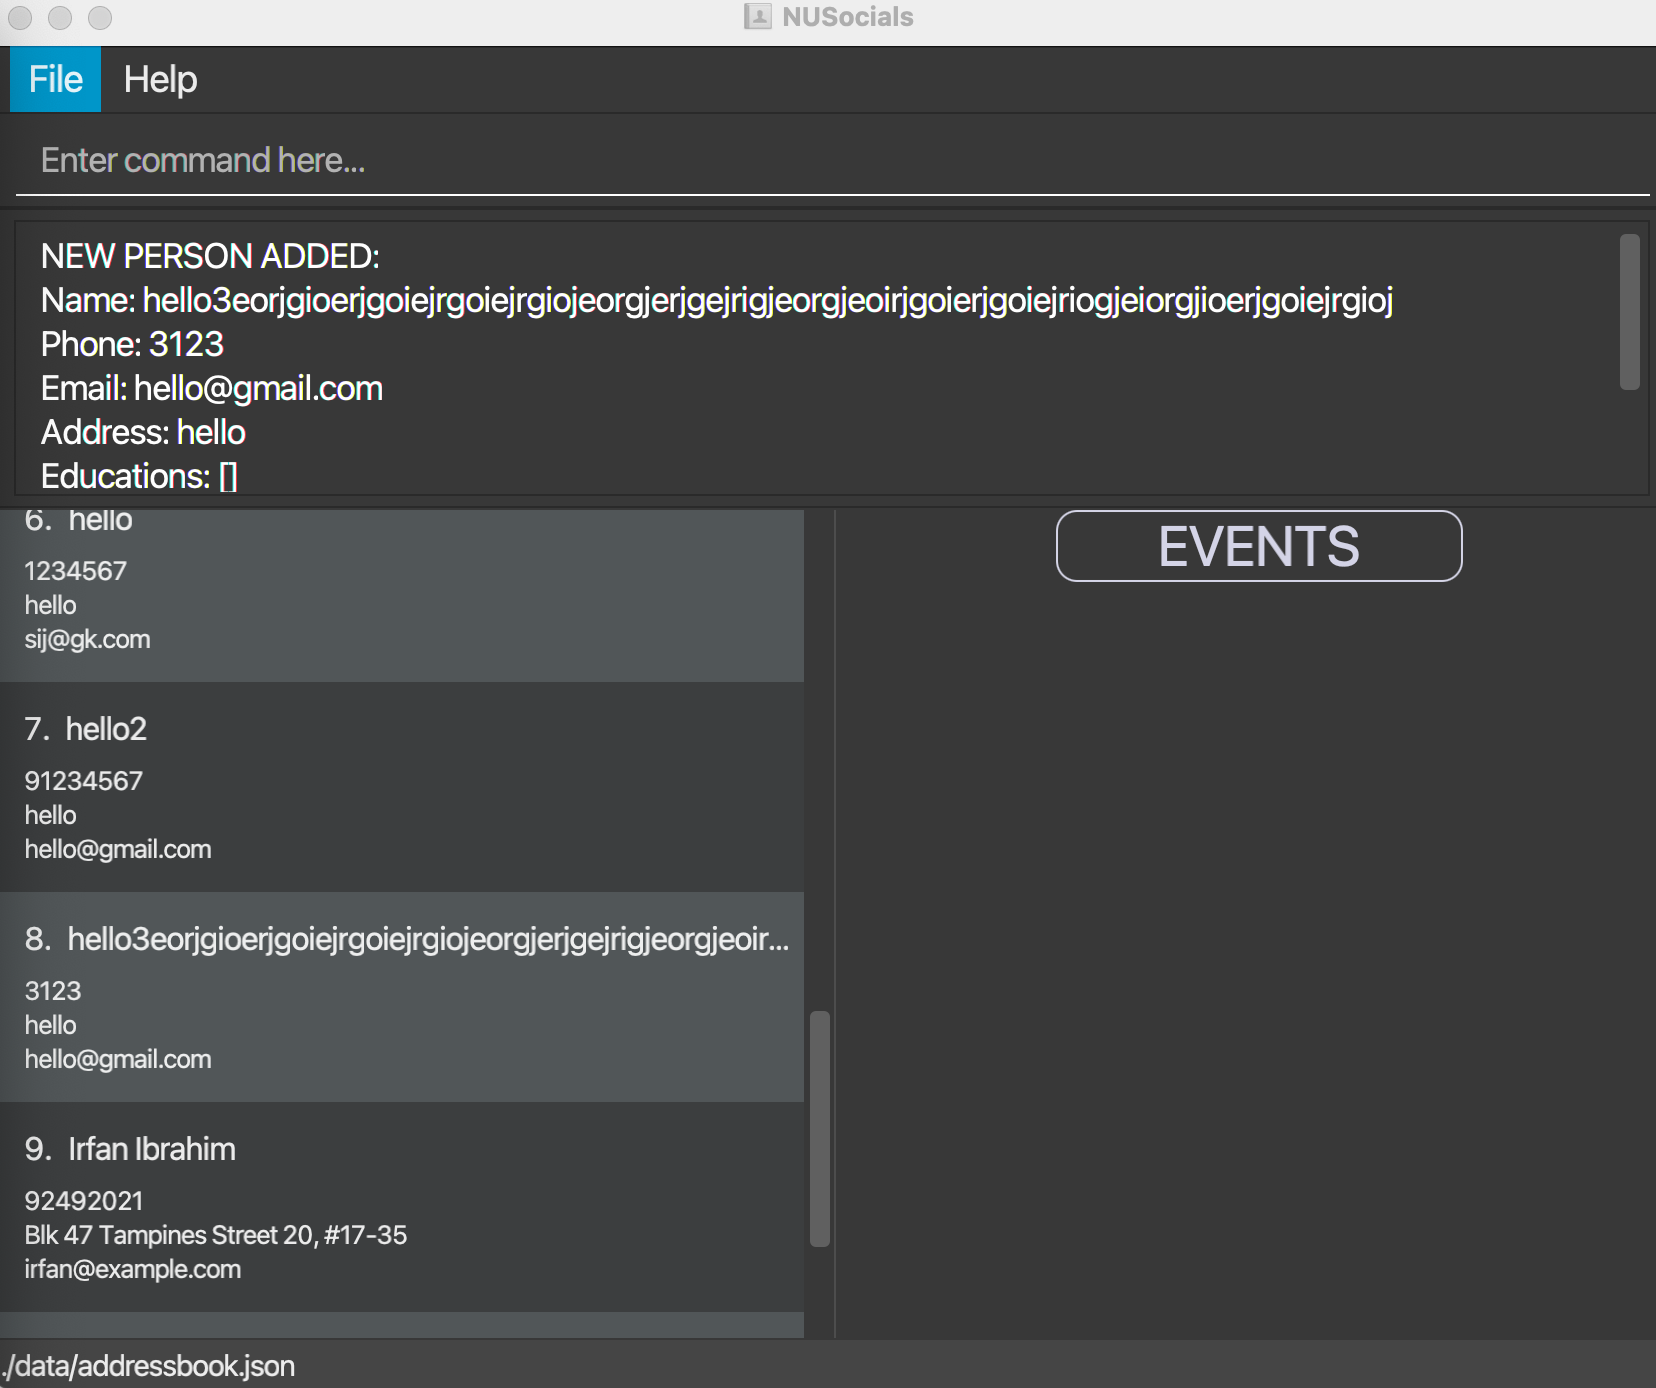 NUSocials
File Help
Enter command here...
NEW PERSON ADDED:
Name: hello3eorjgioerjgoiejrgoiejrgiojeorgjerjgejrigjeorgjeoirjgoierjgoiejriogjeiorgjioerjgoiejrgioj
Phone: 3123
Email: hello@gmail.com
Address: hello
Educations: []
6. hello
1234567
hello
sij@gk.com
7. hello2
91234567
hello
hello@gmail.com
8. hello3eorjgioerjgoiejrgoiejrgiojeorgjerjgejrigjeorgjeoir...
3123
hello
hello@gmail.com
9. Irfan Ibrahim
92492021
Blk 47 Tampines Street 20, #17-35
irfan@example.com
EVENTS
./data/addressbook.json